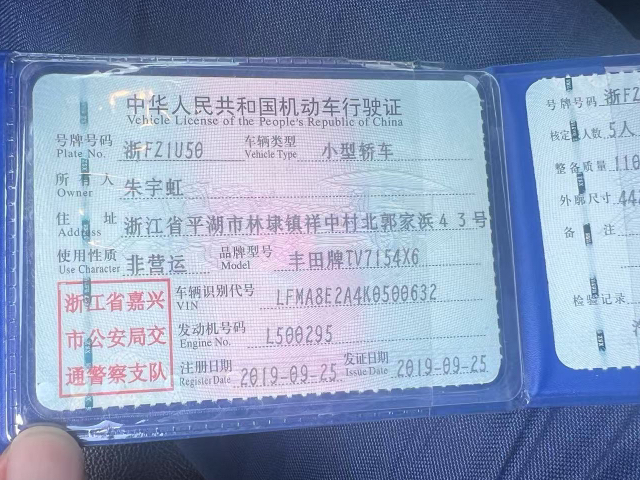 中华人民共和国机动车行驶证
Vehicle License of the People's Republic of China
号牌号码 浙FZ1U50 车辆类型 小型轿车
Plate No. Vehicle Type
所有人 朱宇虹
Owner
住址 浙江省平湖市林埭镇祥中村北郭家浜43号
Address
使用性质 非营运 品牌型号 丰田牌TV7154X6
Use Character Model
浙江省嘉兴
市公安局交
通警察支队
车辆识别代号 LFMA8E2A4K0500632
VIN
发动机号码 L500295
Engine No.
注册日期 2019-09-25 发证日期 2019-09-25
Register Date Issue Date
号牌号码 浙FZ
核定人数 5人
整备质量 110
外廓尺寸 442
备注
检验记录